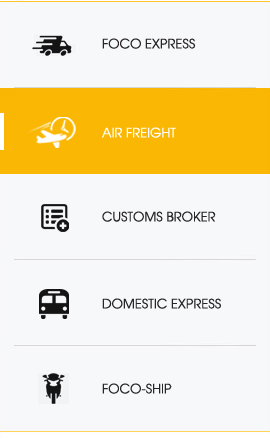 FOCO EXPRESS
AIR FREIGHT
CUSTOMS BROKER
DOMESTIC EXPRESS
FOCO-SHIP